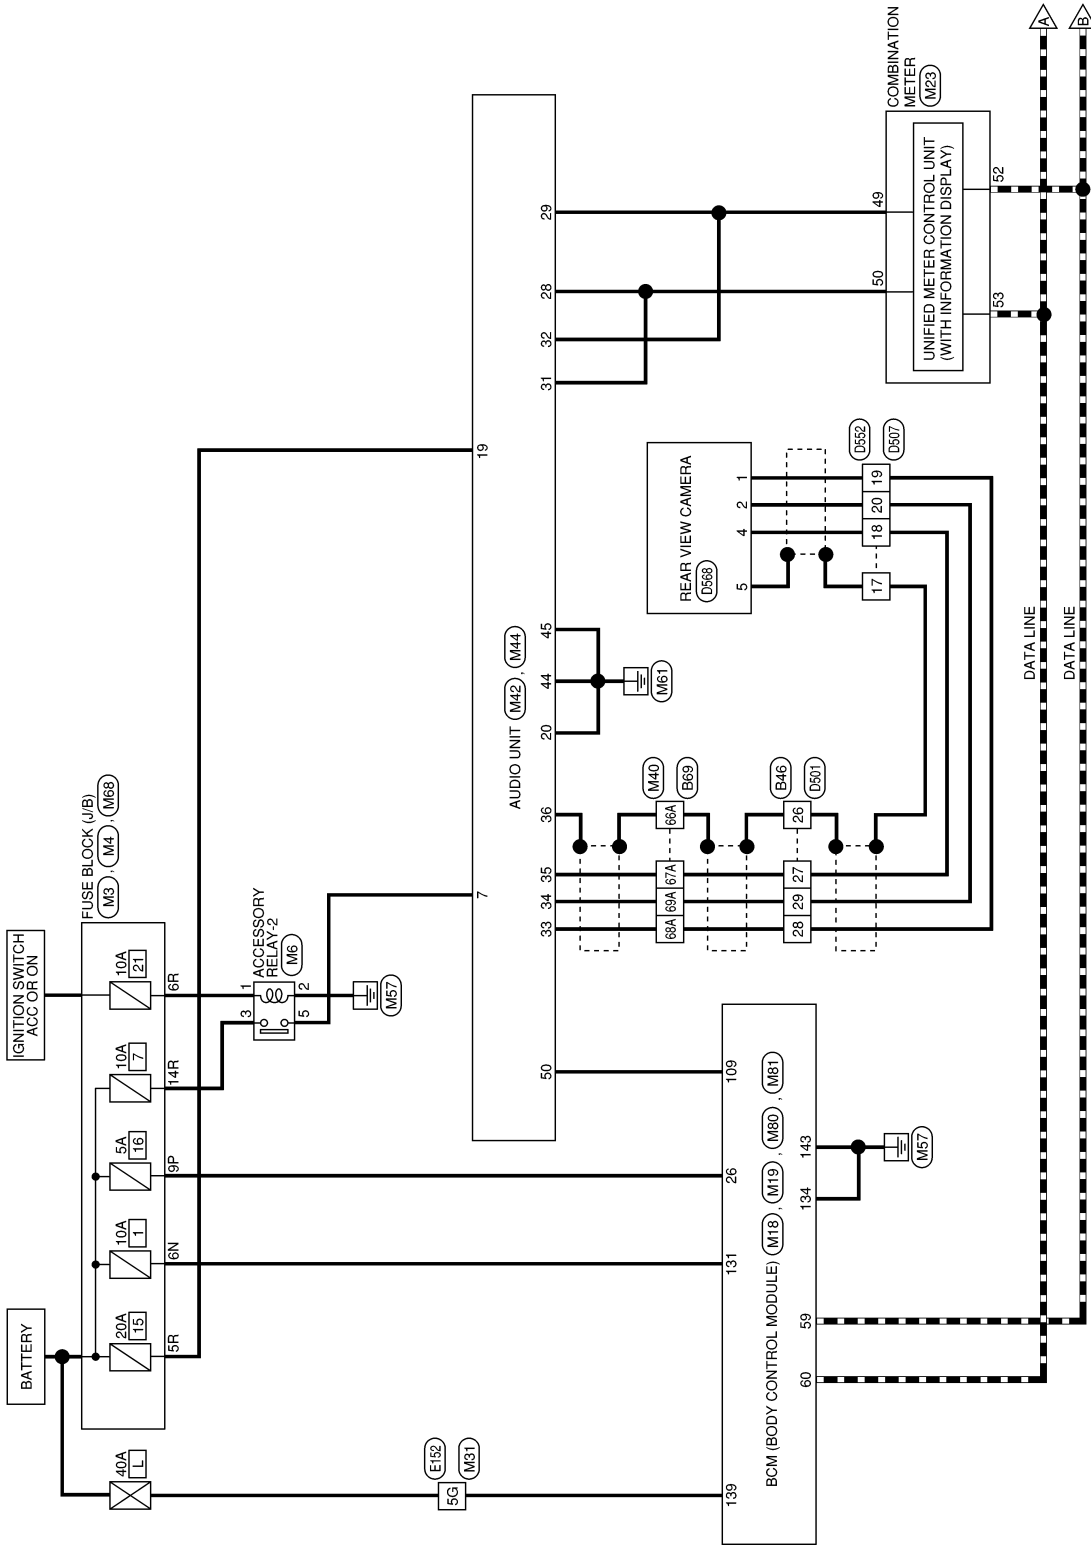 BATTERY
IGNITION SWITCH
ACC OR ON
FUSE BLOCK (J/B)
M3 , M4 , M68
40A
L
20A
15
10A
1
5A
16
10A
7
10A
21
5R
6N
9P
14R
6R
ACCESSORY
RELAY-2
M6
3
1
5
2
M57
E152
M31
5G
7
19
AUDIO UNIT M42 , M44
50
33
34
35
36
20
44
45
31
32
28
29
M61
M40
B69
68A
69A
67A
66A
B46
D501
28
29
27
26
REAR VIEW CAMERA
D568
5
4
2
1
D552
D507
17
18
20
19
139
131
26
109
BCM (BODY CONTROL MODULE) M18 , M19 , M80 , M81
60
59
134
143
M57
COMBINATION
METER
M23
50
49
UNIFIED METER CONTROL UNIT
(WITH INFORMATION DISPLAY)
53
52
DATA LINE
DATA LINE
A
B